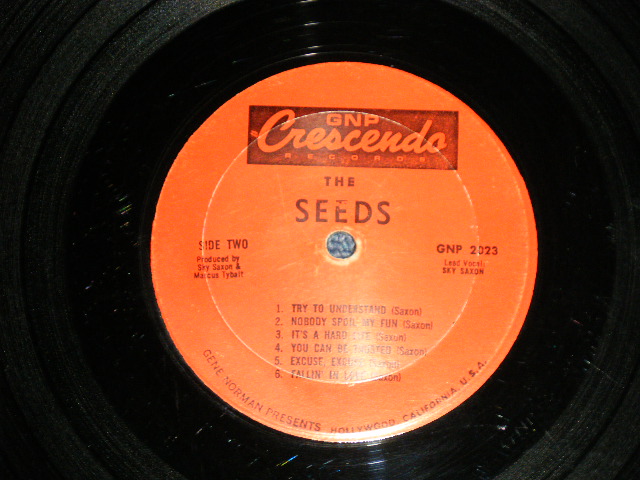 GNP
Crescendo
RECORDS
THE
SEEDS
SIDE TWO
GNP 2023
Produced by
Sky Saxon &
Marcus Tybalt
Lead Vocal:
SKY SAXON
1. TRY TO UNDERSTAND (Saxon)
2. NOBODY SPOIL MY FUN (Saxon)
3. IT'S A HARD LIFE (Saxon)
4. YOU CAN BE TRUSTED (Saxon)
5. EXCUSE, EXCUSE
6. FALLIN' IN LOVE (Saxon)
GENE NORMAN PRESENTS HOLLYWOOD, CALIFORNIA, U.S.A.